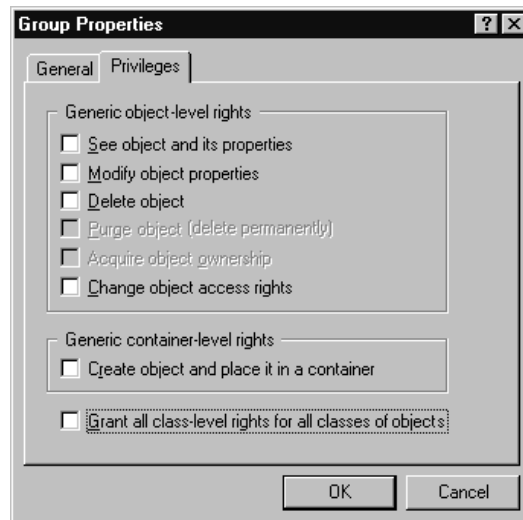 Group Properties
General Privileges
Generic object-level rights
See object and its properties
Modify object properties
Delete object
Purge object (delete permanently)
Acquire object ownership
Change object access rights
Generic container-level rights
Create object and place it in a container
Grant all class-level rights for all classes of objects
OK Cancel